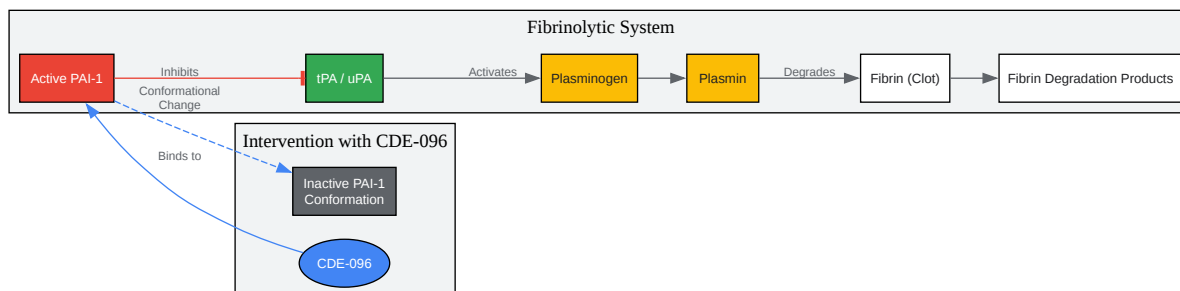 Fibrinolytic System
Active PAI-1
Inhibits
tPA / uPA
Activates
Plasminogen
Plasmin
Degrades
Fibrin (Clot)
Fibrin Degradation Products
Conformational
Change
Binds to
Intervention with CDE-096
Inactive PAI-1
Conformation
CDE-096